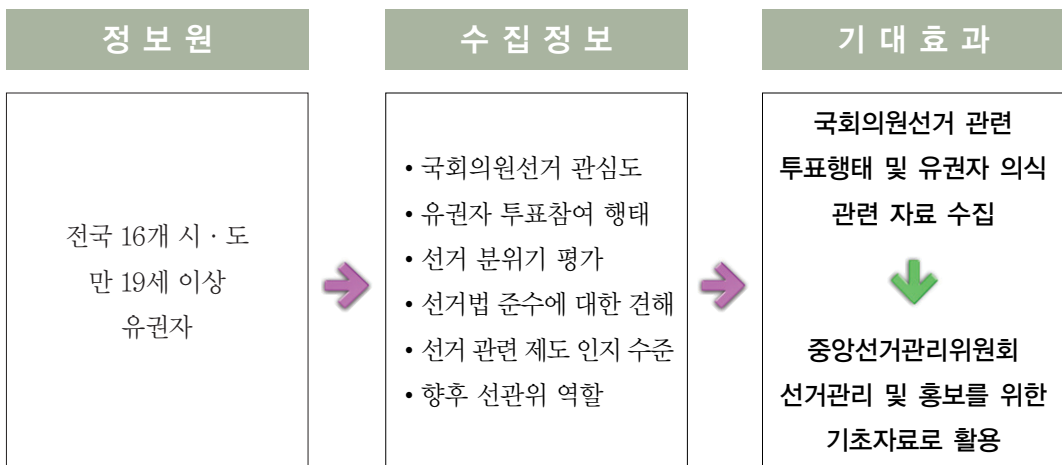 정보원
전국 16개 시·도
만 19세 이상
유권자
수집정보
• 국회의원선거 관심도
• 유권자 투표참여 행태
• 선거 분위기 평가
• 선거법 준수에 대한 견해
• 선거 관련 제도 인지 수준
• 향후 선관위 역할
기대효과
국회의원선거 관련
투표행태 및 유권자 의식
관련 자료 수집
중앙선거관리위원회
선거관리 및 홍보를 위한
기초자료로 활용